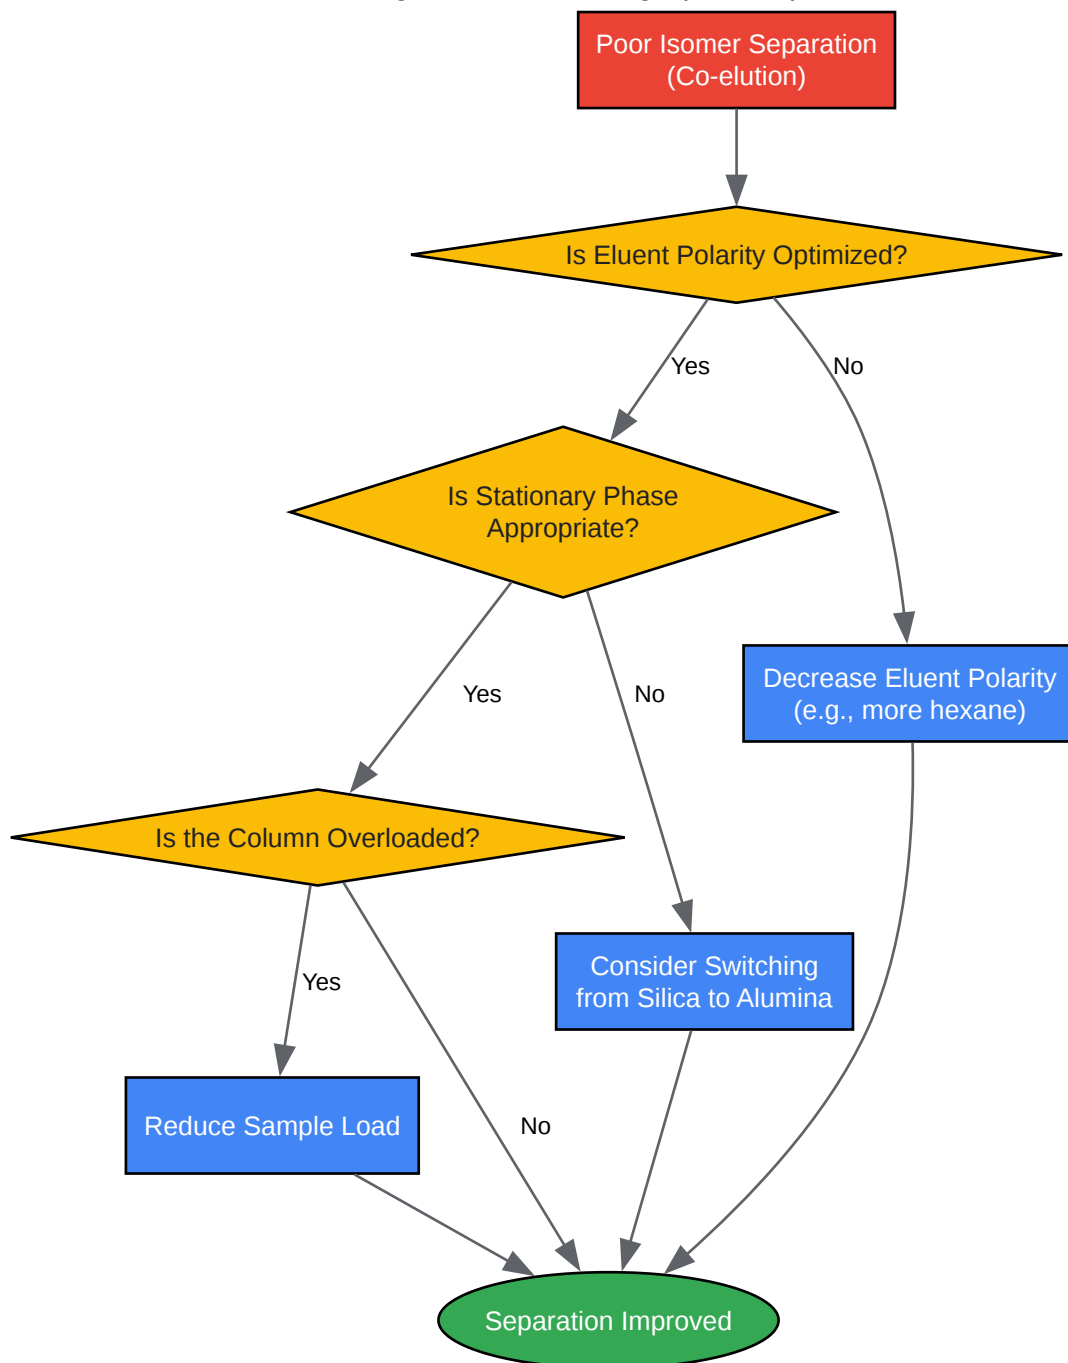 Poor Isomer Separation
(Co-elution)
Is Eluent Polarity Optimized?
Yes
No
Is Stationary Phase
Appropriate?
Yes
No
Decrease Eluent Polarity
(e.g., more hexane)
Is the Column Overloaded?
Yes
No
Consider Switching
from Silica to Alumina
Reduce Sample Load
Separation Improved